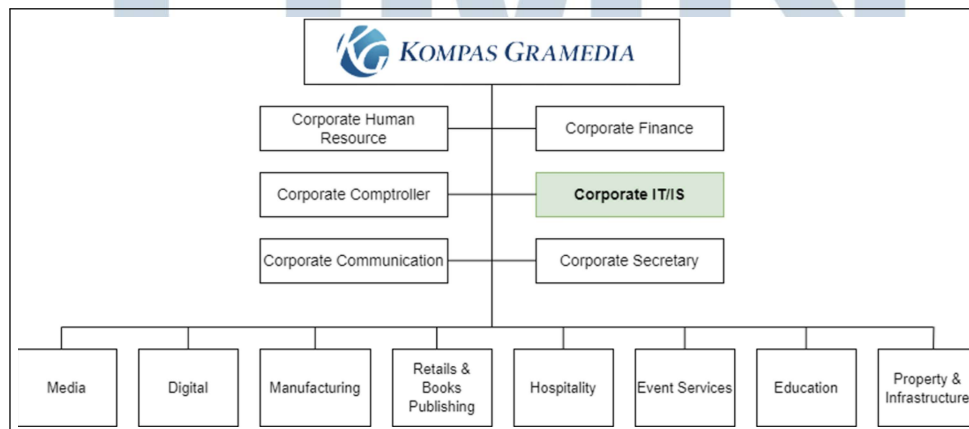 KG KOMPAS GRAMEDIA
Corporate Human
Resource
Corporate Finance
Corporate Comptroller
Corporate IT/IS
Corporate Communication
Corporate Secretary
Media
Digital
Manufacturing
Retails &
Books
Publishing
Hospitality
Event Services
Education
Property &
Infrastructure